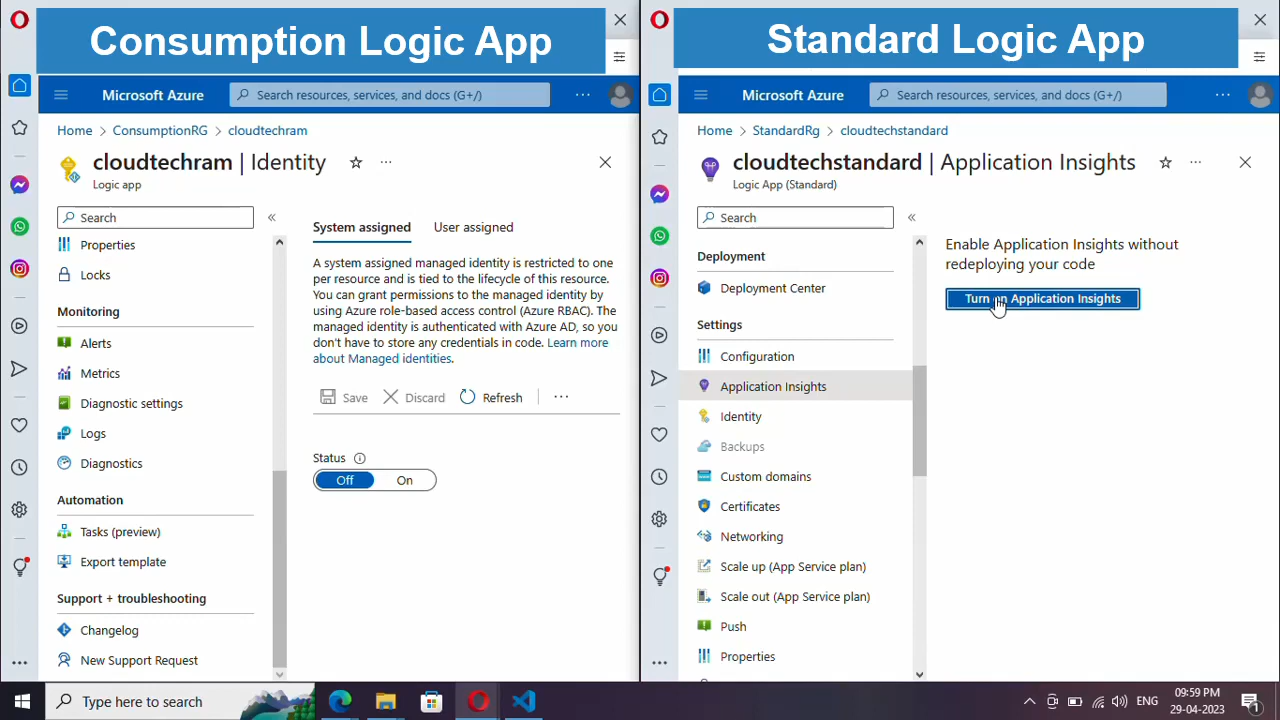 Consumption Logic App
Microsoft Azure
Search resources, services, and docs (G+/)
Home > ConsumptionRG > cloudtechram
cloudtechram | Identity
Logic app
Search
Properties
Locks
Monitoring
Alerts
Metrics
Diagnostic settings
Logs
Diagnostics
Automation
Tasks (preview)
Export template
Support + troubleshooting
Changelog
New Support Request
System assigned
User assigned
A system assigned managed identity is restricted to one
per resource and is tied to the lifecycle of this resource.
You can grant permissions to the managed identity by
using Azure role-based access control (Azure RBAC). The
managed identity is authenticated with Azure AD, so you
don't have to store any credentials in code. Learn more
about Managed identities.
Save
Discard
Refresh
Status
Off
On
Standard Logic App
Microsoft Azure
Search resources, services, and docs (G+/)
Home > StandardRg > cloudtechstandard
cloudtechstandard | Application Insights
Logic App (Standard)
Search
Deployment
Deployment Center
Settings
Configuration
Application Insights
Identity
Backups
Custom domains
Certificates
Networking
Scale up (App Service plan)
Scale out (App Service plan)
Push
Properties
Enable Application Insights without
redeploying your code
Turn on Application Insights
Type here to search
ENG
09:59 PM
29-04-2023
1